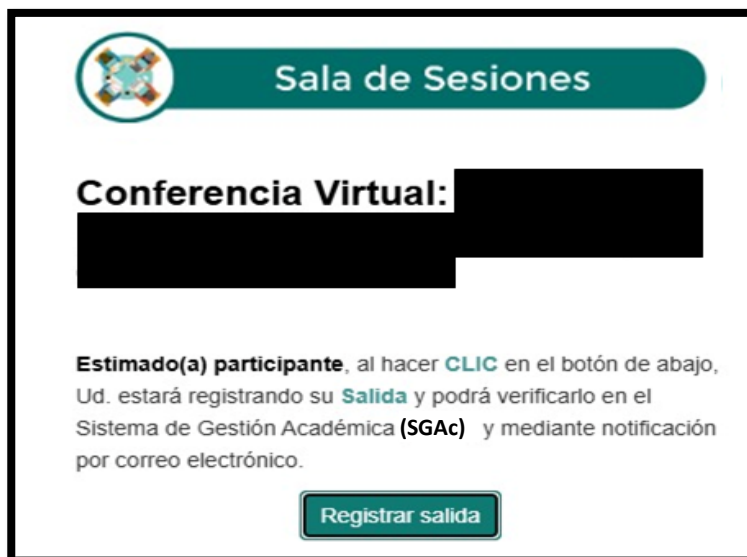 Sala de Sesiones
Conferencia Virtual:
Estimado(a) participante, al hacer CLIC en el botón de abajo,
Ud. estará registrando su Salida y podrá verificarlo en el
Sistema de Gestión Académica (SGAc) y mediante notificación
por correo electrónico.
Registrar salida